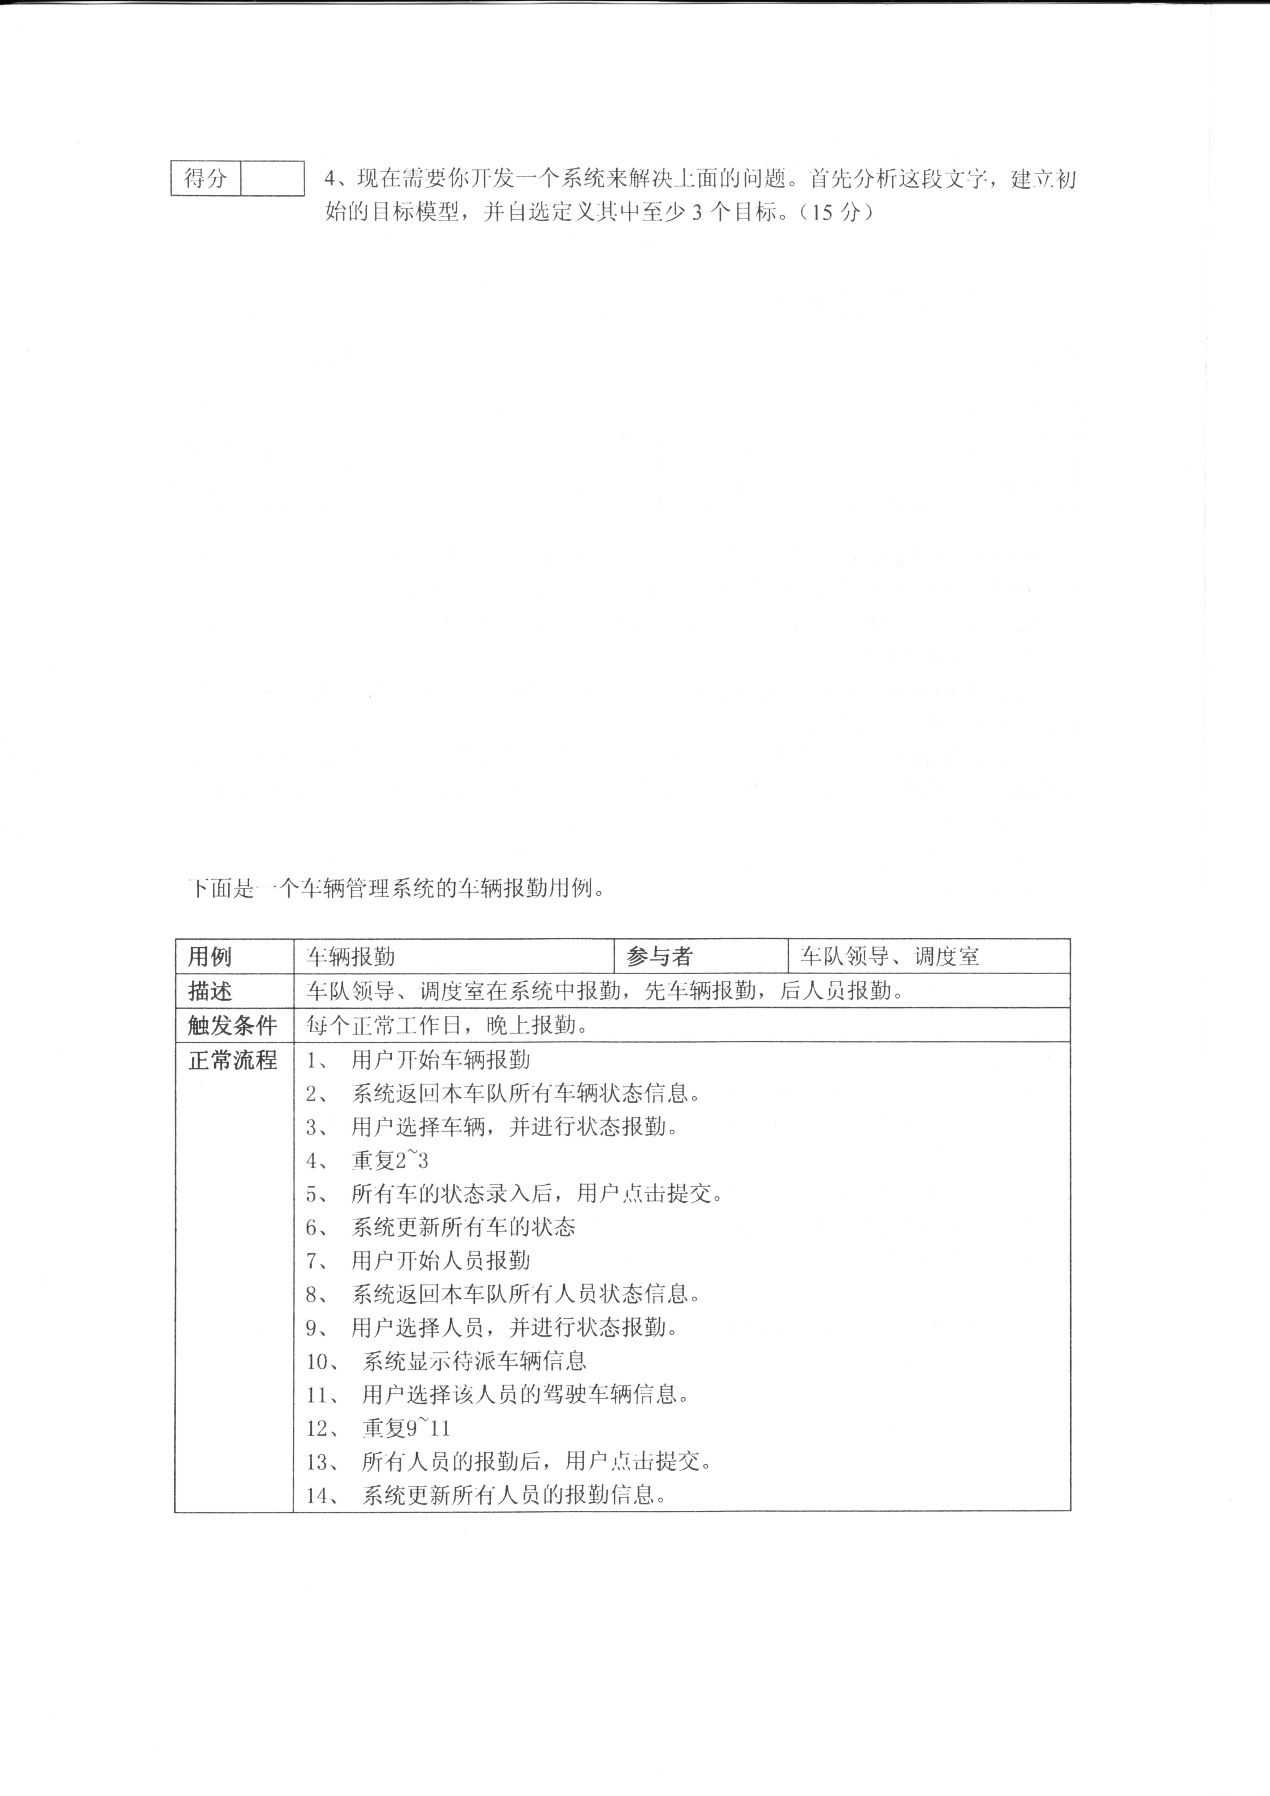 得分
4、现在需要你开发一个系统来解决上面的问题。首先分析这段文字，建立初
始的目标模型，并自选定义其中至少 3 个目标。（15 分）
下面是一个车辆管理系统的车辆报勤用例。
用例 车辆报勤 参与者 车队领导、调度室
描述 车队领导、调度室在系统中报勤，先车辆报勤，后人员报勤。
触发条件 每个正常工作日，晚上报勤。
正常流程 1、 用户开始车辆报勤
2、 系统返回本车队所有车辆状态信息。
3、 用户选择车辆，并进行状态报勤。
4、 重复2~3
5、 所有车的状态录入后，用户点击提交。
6、 系统更新所有车的状态
7、 用户开始人员报勤
8、 系统返回本车队所有人员状态信息。
9、 用户选择人员，并进行状态报勤。
10、 系统显示待派车辆信息
11、 用户选择该人员的驾驶车辆信息。
12、 重复9~11
13、 所有人员的报勤后，用户点击提交。
14、 系统更新所有人员的报勤信息。